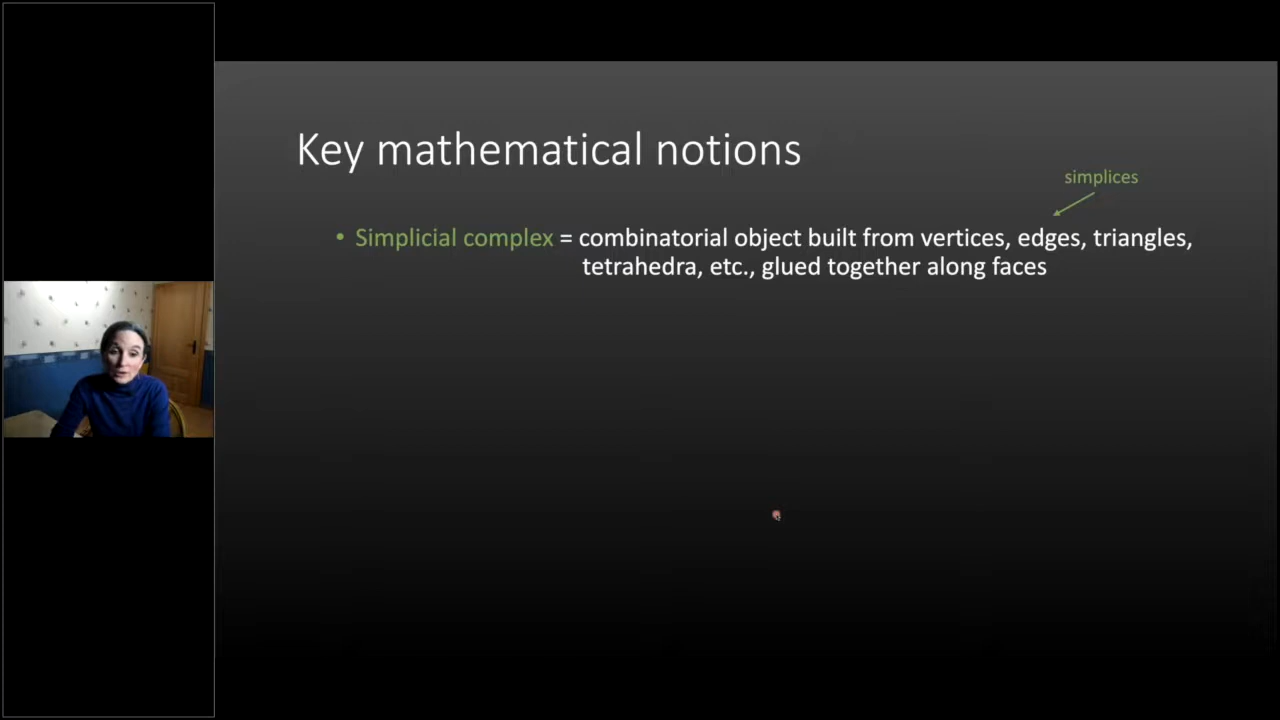 Key mathematical notions
simplices
• Simplicial complex = combinatorial object built from vertices, edges, triangles,
tetrahedra, etc., glued together along faces